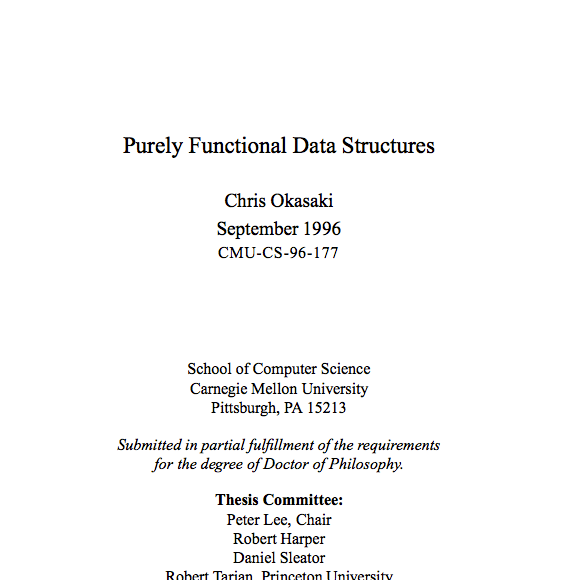 Purely Functional Data Structures
Chris Okasaki
September 1996
CMU-CS-96-177
School of Computer Science
Carnegie Mellon University
Pittsburgh, PA 15213
Submitted in partial fulfillment of the requirements
for the degree of Doctor of Philosophy.
Thesis Committee:
Peter Lee, Chair
Robert Harper
Daniel Sleator
Robert Tarjan, Princeton University